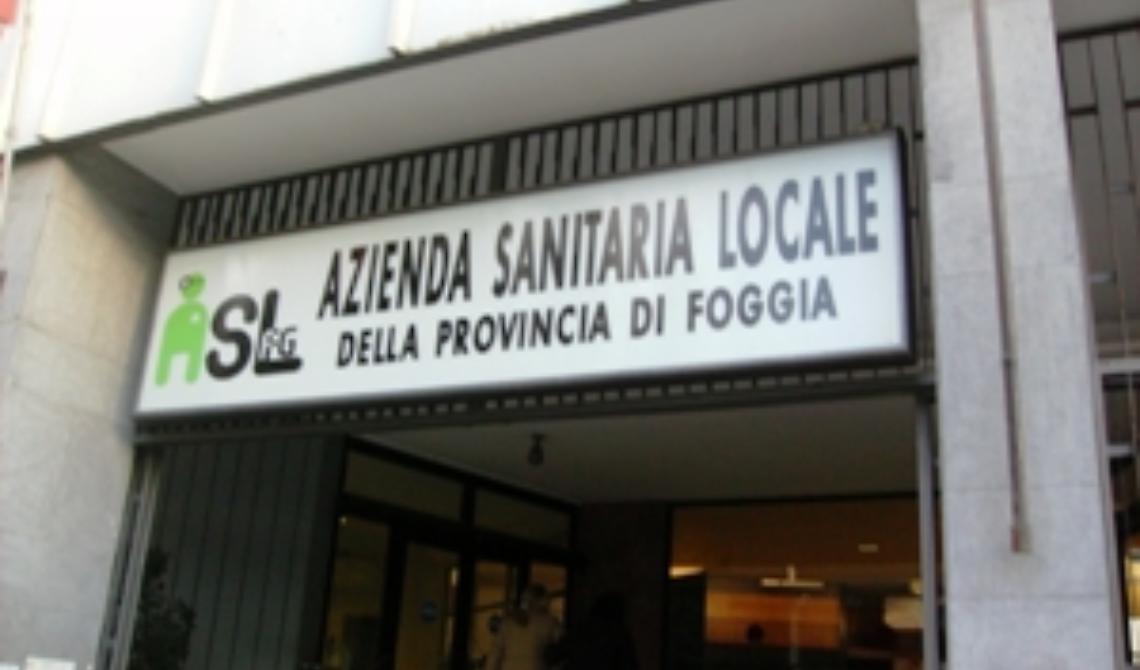 ASL FG
AZIENDA SANITARIA LOCALE
DELLA PROVINCIA DI FOGGIA